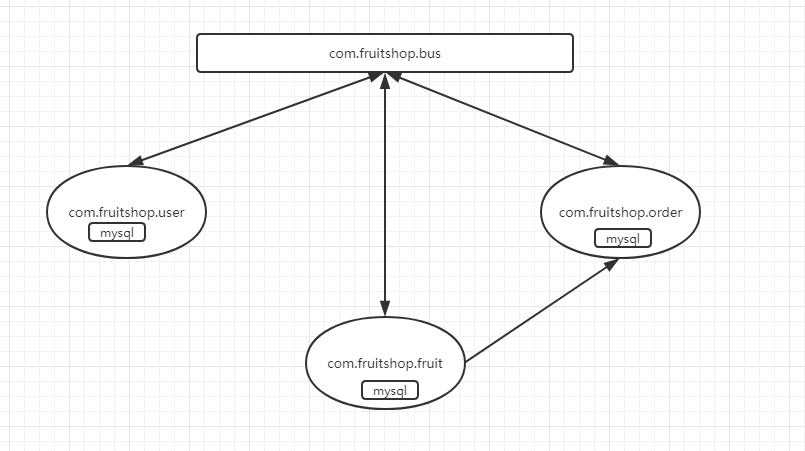 com.fruitshop.bus
com.fruitshop.user
mysql
com.fruitshop.order
mysql
com.fruitshop.fruit
mysql